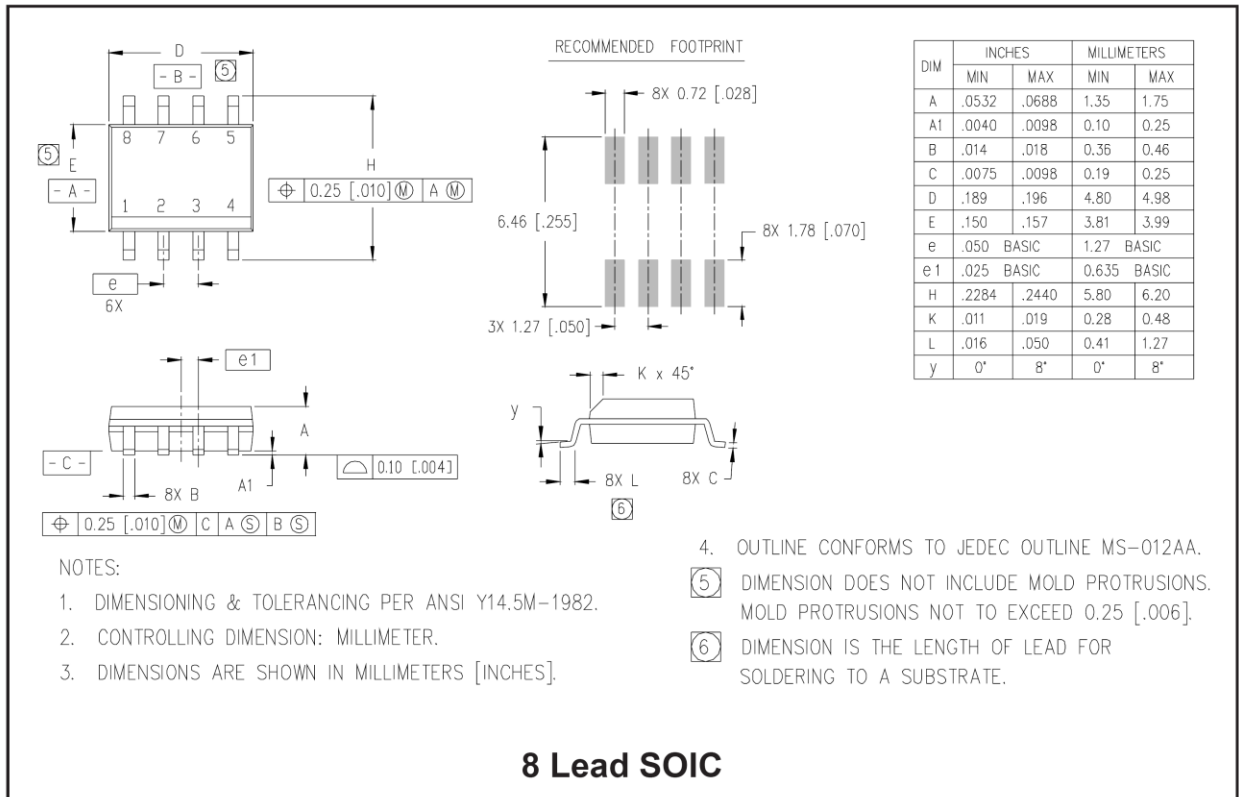 D
- B -
5
8 7 6 5
5
E
- A -
H
⌖ 0.25 [.010] Ⓜ A Ⓜ
1 2 3 4
e
6X
RECOMMENDED FOOTPRINT
8X 0.72 [.028]
6.46 [.255]
8X 1.78 [.070]
3X 1.27 [.050]
DIM INCHES MILLIMETERS
MIN MAX MIN MAX
A .0532 .0688 1.35 1.75
A1 .0040 .0098 0.10 0.25
B .014 .018 0.36 0.46
C .0075 .0098 0.19 0.25
D .189 .196 4.80 4.98
E .150 .157 3.81 3.99
e .050 BASIC 1.27 BASIC
e1 .025 BASIC 0.635 BASIC
H .2284 .2440 5.80 6.20
K .011 .019 0.28 0.48
L .016 .050 0.41 1.27
y 0° 8° 0° 8°
e1
A
- C -
8X B
A1
⌓ 0.10 [.004]
⌖ 0.25 [.010] Ⓜ C A Ⓢ B Ⓢ
K x 45°
y
8X L
6
8X C
NOTES:
1. DIMENSIONING & TOLERANCING PER ANSI Y14.5M-1982.
2. CONTROLLING DIMENSION: MILLIMETER.
3. DIMENSIONS ARE SHOWN IN MILLIMETERS [INCHES].
4. OUTLINE CONFORMS TO JEDEC OUTLINE MS-012AA.
5 DIMENSION DOES NOT INCLUDE MOLD PROTRUSIONS.
MOLD PROTRUSIONS NOT TO EXCEED 0.25 [.006].
6 DIMENSION IS THE LENGTH OF LEAD FOR
SOLDERING TO A SUBSTRATE.
8 Lead SOIC